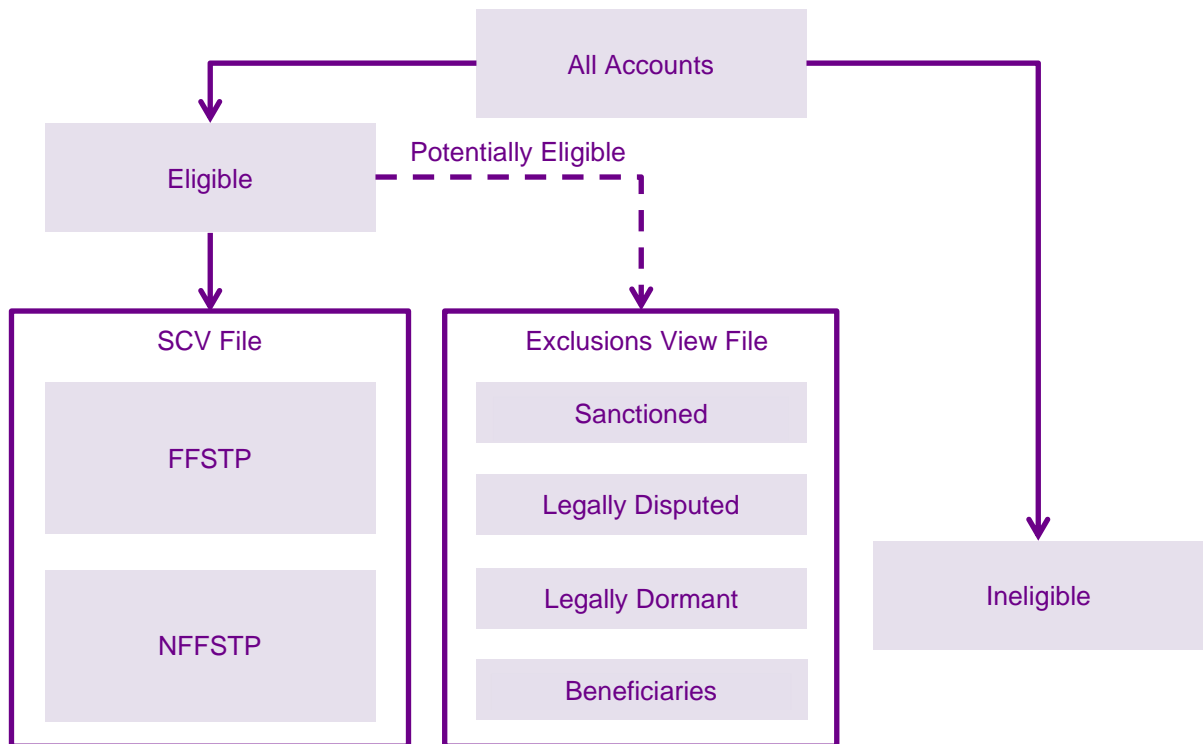 All Accounts
Potentially Eligible
Eligible
SCV File
FFSTP
NFFSTP
Exclusions View File
Sanctioned
Legally Disputed
Legally Dormant
Beneficiaries
Ineligible